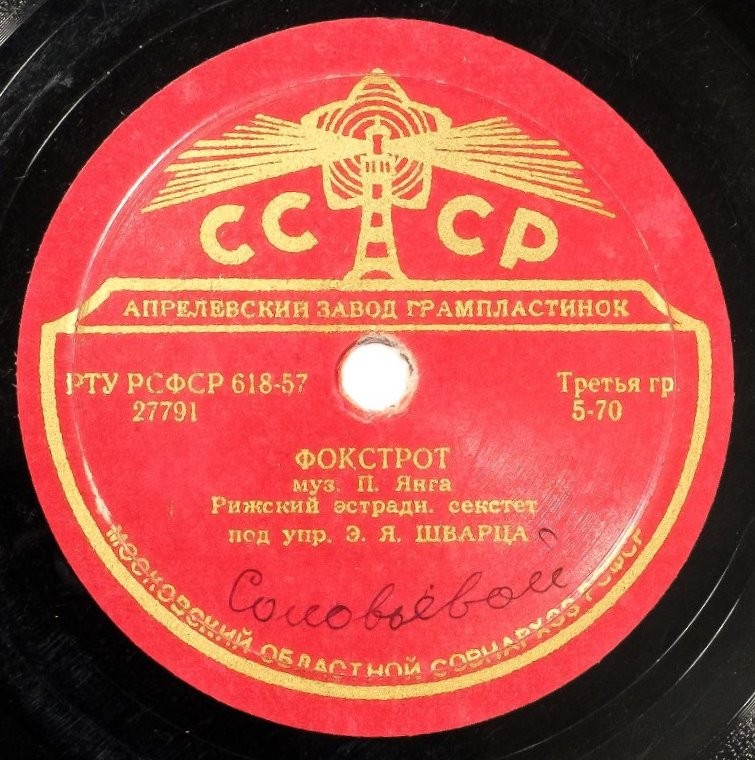 СССР
АПРЕЛЕВСКИЙ ЗАВОД ГРАМПЛАСТИНОК
РТУ РСФСР 618-57
27791
Третья гр.
5-70
ФОКСТРОТ
муз. П. Янга
Рижский эстрадн. секстет
под упр. Э. Я. ШВАРЦА
Соловьёвой
МОСКОВСКИЙ ОБЛАСТНОЙ СОВНАРХОЗ РСФСР